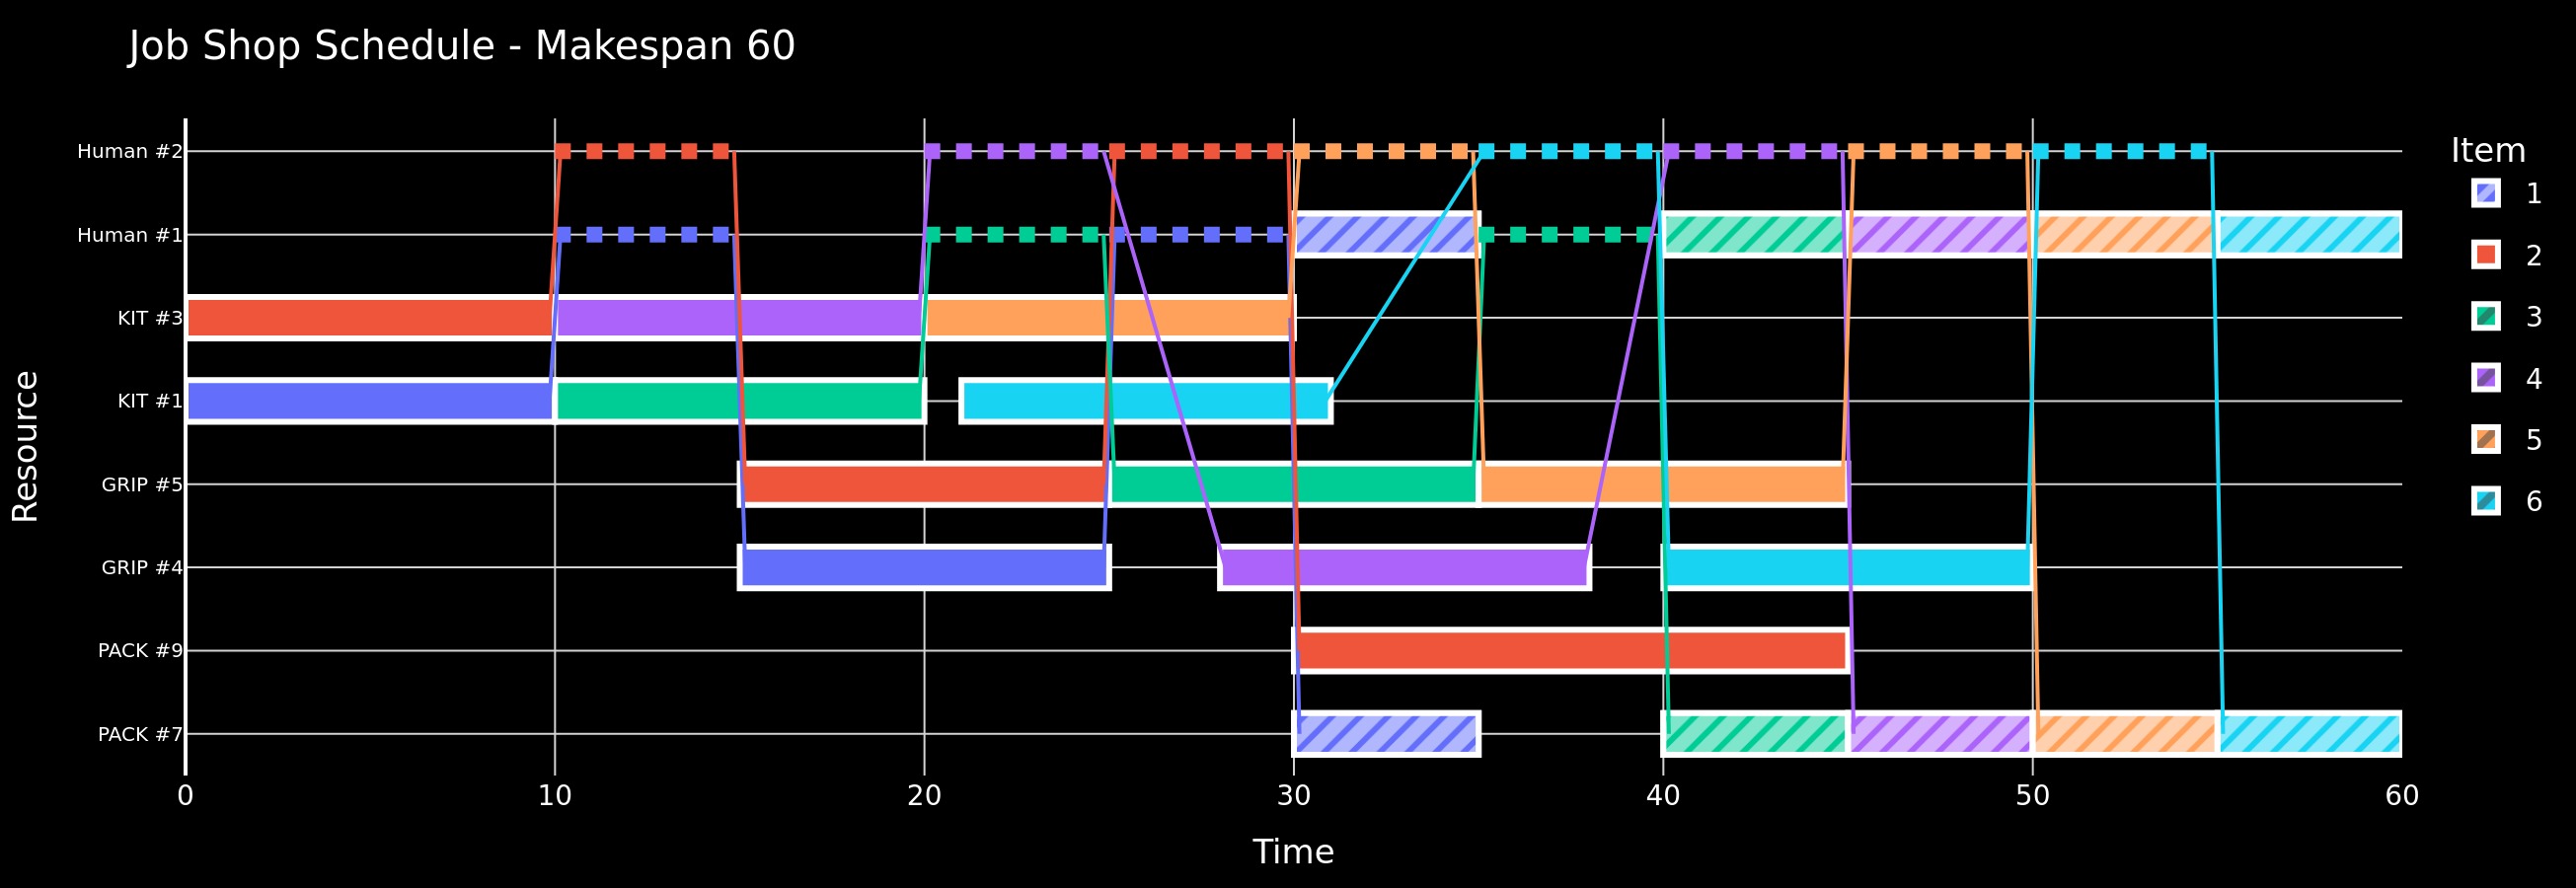 Job Shop Schedule - Makespan 60
Resource
Human #2
Human #1
KIT #3
KIT #1
GRIP #5
GRIP #4
PACK #9
PACK #7
0 10 20 30 40 50 60
Time
Item
1
2
3
4
5
6